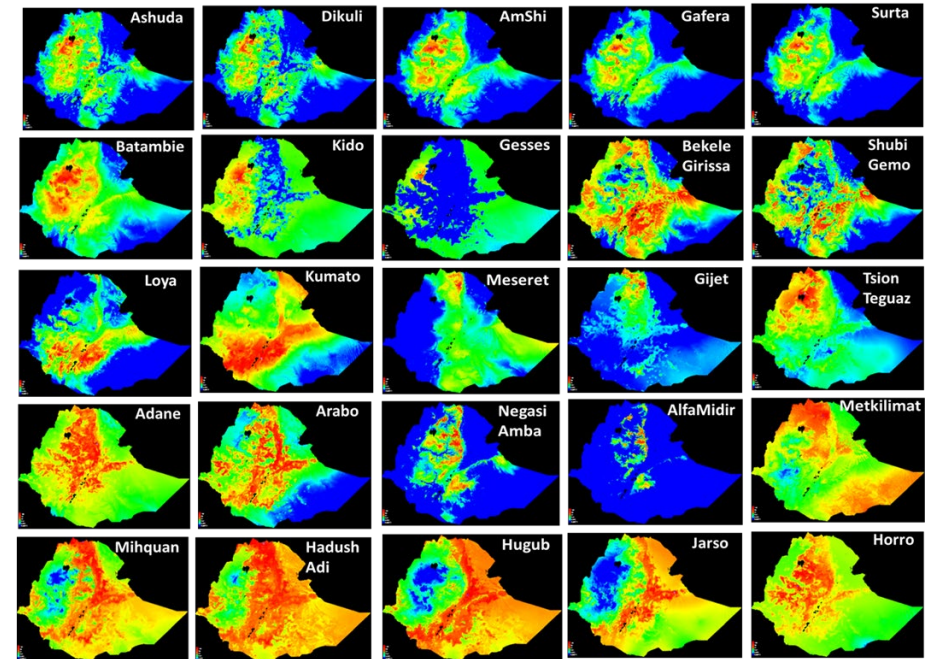 Ashuda
Dikuli
AmShi
Gafera
Surta
Batambie
Kido
Gesses
Bekele
Girissa
Shubi
Gemo
Loya
Kumato
Meseret
Gijet
Tsion
Teguaz
Adane
Arabo
Negasi
Amba
AlfaMidir
Metkilimat
Mihquan
Hadush
Adi
Hugub
Jarso
Horro